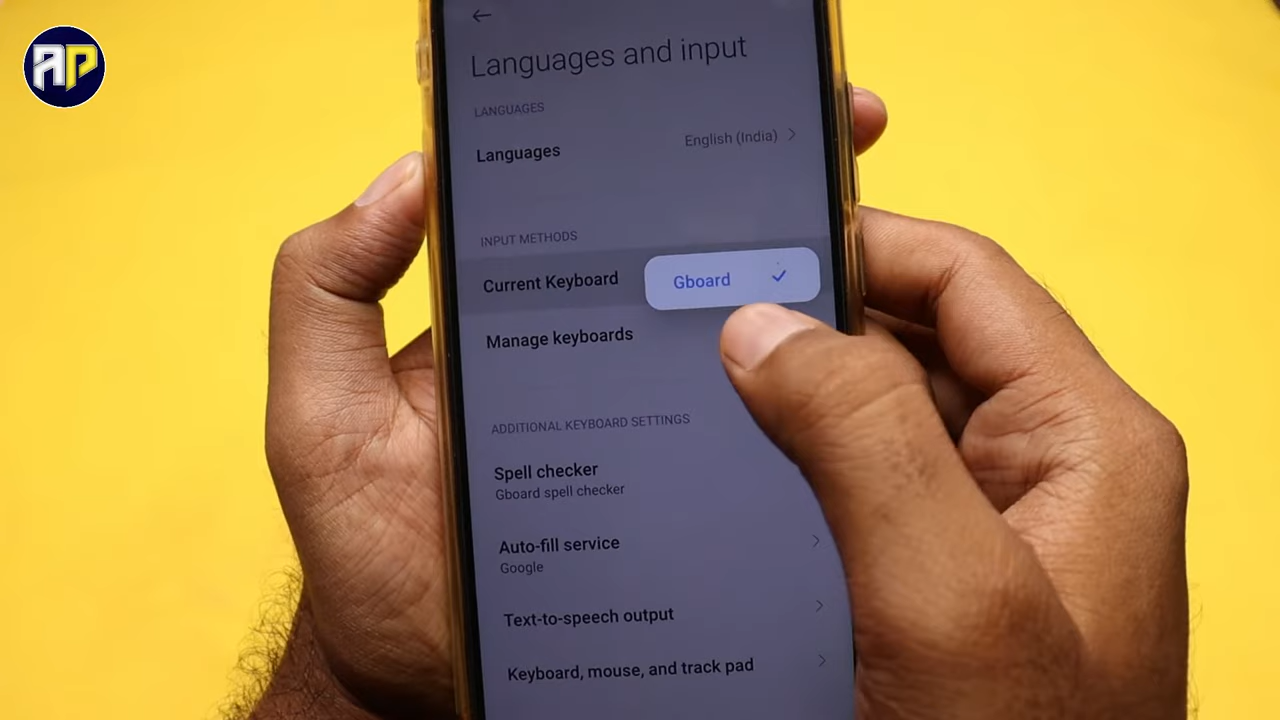 AP
Languages and input
LANGUAGES
Languages
English (India)
INPUT METHODS
Current Keyboard
Gboard
Manage keyboards
ADDITIONAL KEYBOARD SETTINGS
Spell checker
Gboard spell checker
Auto-fill service
Google
Text-to-speech output
Keyboard, mouse, and track pad